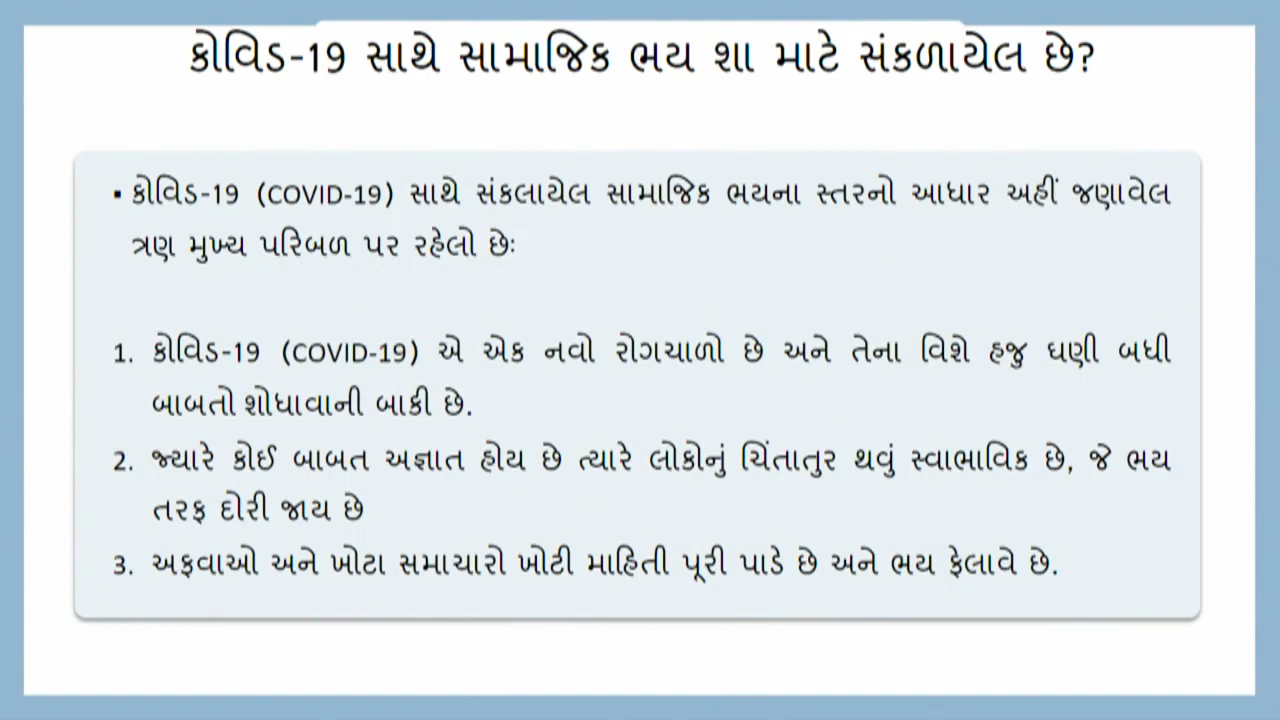 કોવિડ-19 સાથે સામાજિક ભય શા માટે સંકળાયેલ છે?
▪ કોવિડ-19 (COVID-19) સાથે સંકલાયેલ સામાજિક ભયના સ્તરનો આધાર અહીં જણાવેલ
ત્રણ મુખ્ય પરિબળ પર રહેલો છેઃ
1. કોવિડ-19 (COVID-19) એ એક નવો રોગચાળો છે અને તેના વિશે હજુ ઘણી બધી
બાબતો શોધાવાની બાકી છે.
2. જ્યારે કોઈ બાબત અજ્ઞાત હોય છે ત્યારે લોકોનું ચિંતાતુર થવું સ્વાભાવિક છે, જે ભય
તરફ દોરી જાય છે
3. અફવાઓ અને ખોટા સમાચારો ખોટી માહિતી પૂરી પાડે છે અને ભય ફેલાવે છે.